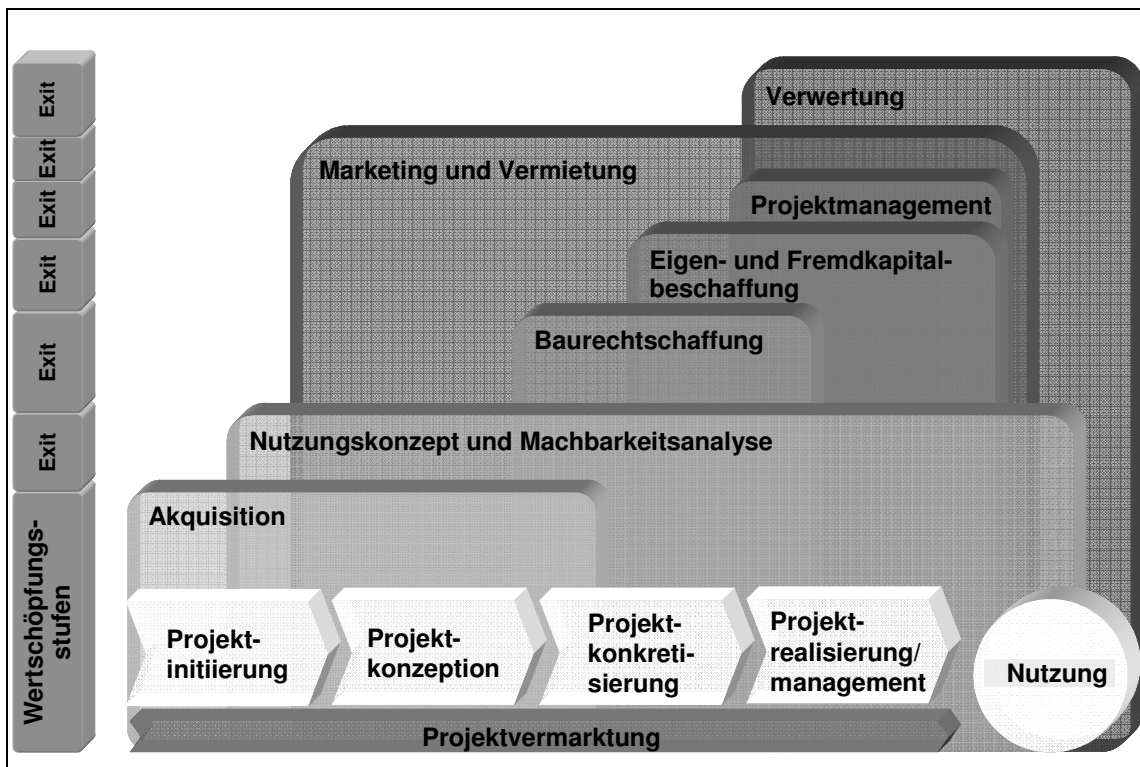 Exit
Exit
Exit
Exit
Exit
Exit
Wertschöpfungs-
stufen
Verwertung
Marketing und Vermietung
Projektmanagement
Eigen- und Fremdkapital-
beschaffung
Baurechtschaffung
Nutzungskonzept und Machbarkeitsanalyse
Akquisition
Projekt-
initiierung
Projekt-
konzeption
Projekt-
konkreti-
sierung
Projekt-
realisierung/
management
Nutzung
Projektvermarktung